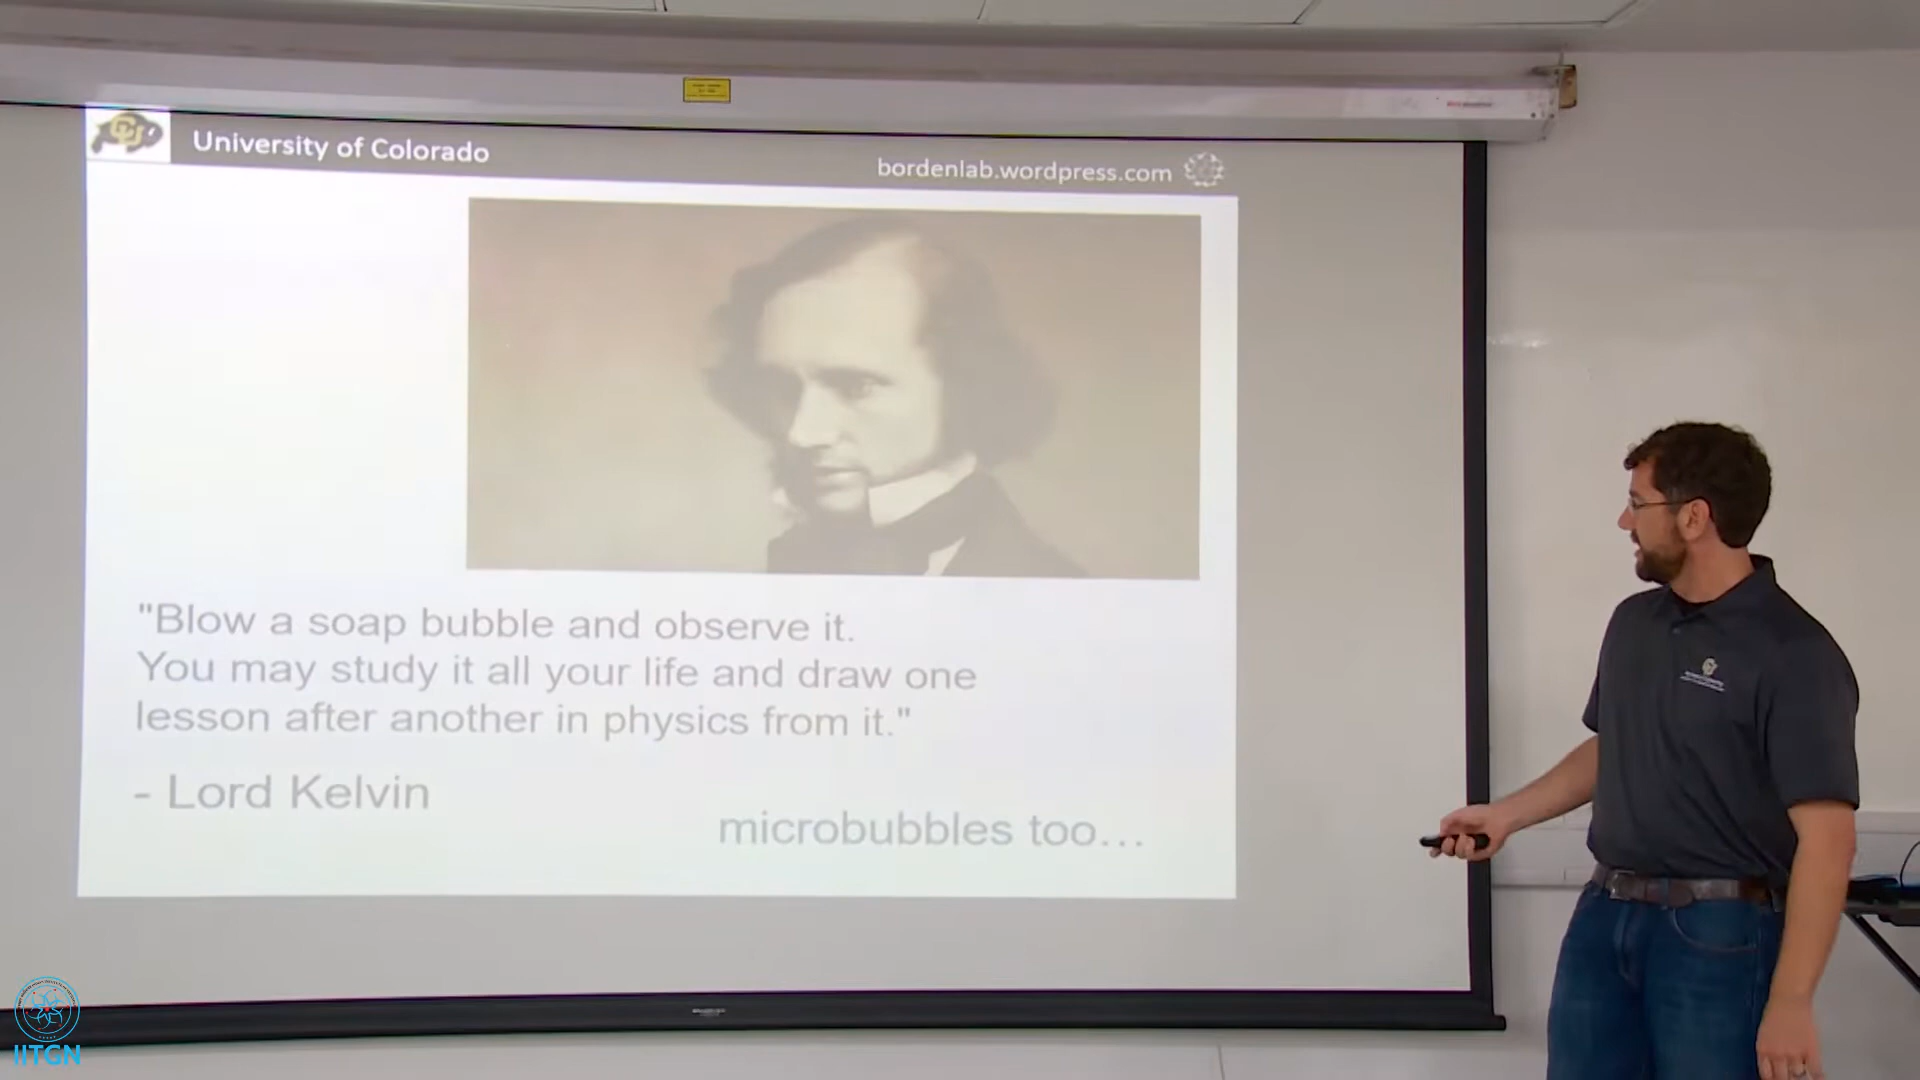 University of Colorado
bordenlab.wordpress.com
"Blow a soap bubble and observe it.
You may study it all your life and draw one
lesson after another in physics from it."
- Lord Kelvin
microbubbles too...
IITGN